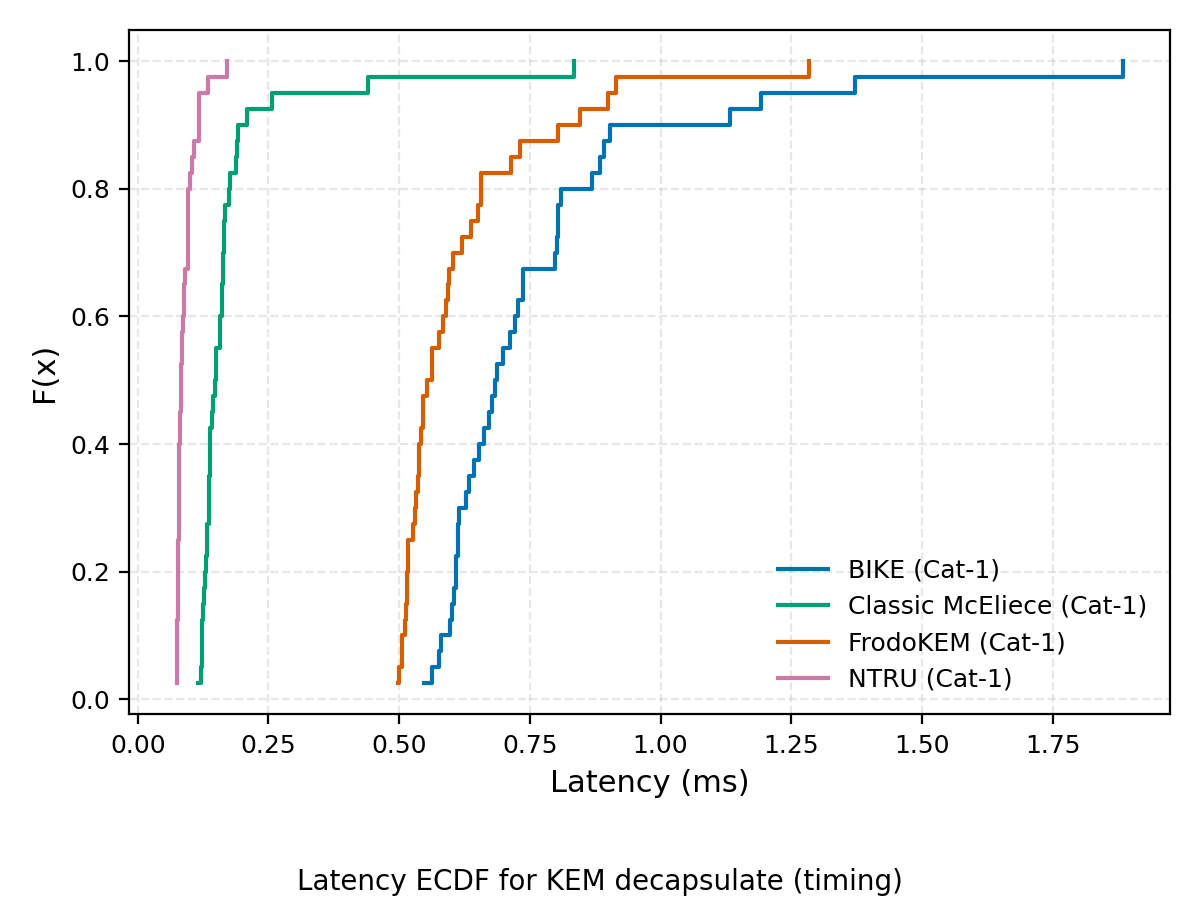 1.0
0.8
0.6
0.4
0.2
0.0
F(x)
BIKE (Cat-1)
Classic McEliece (Cat-1)
FrodoKEM (Cat-1)
NTRU (Cat-1)
0.00 0.25 0.50 0.75 1.00 1.25 1.50 1.75
Latency (ms)
Latency ECDF for KEM decapsulate (timing)